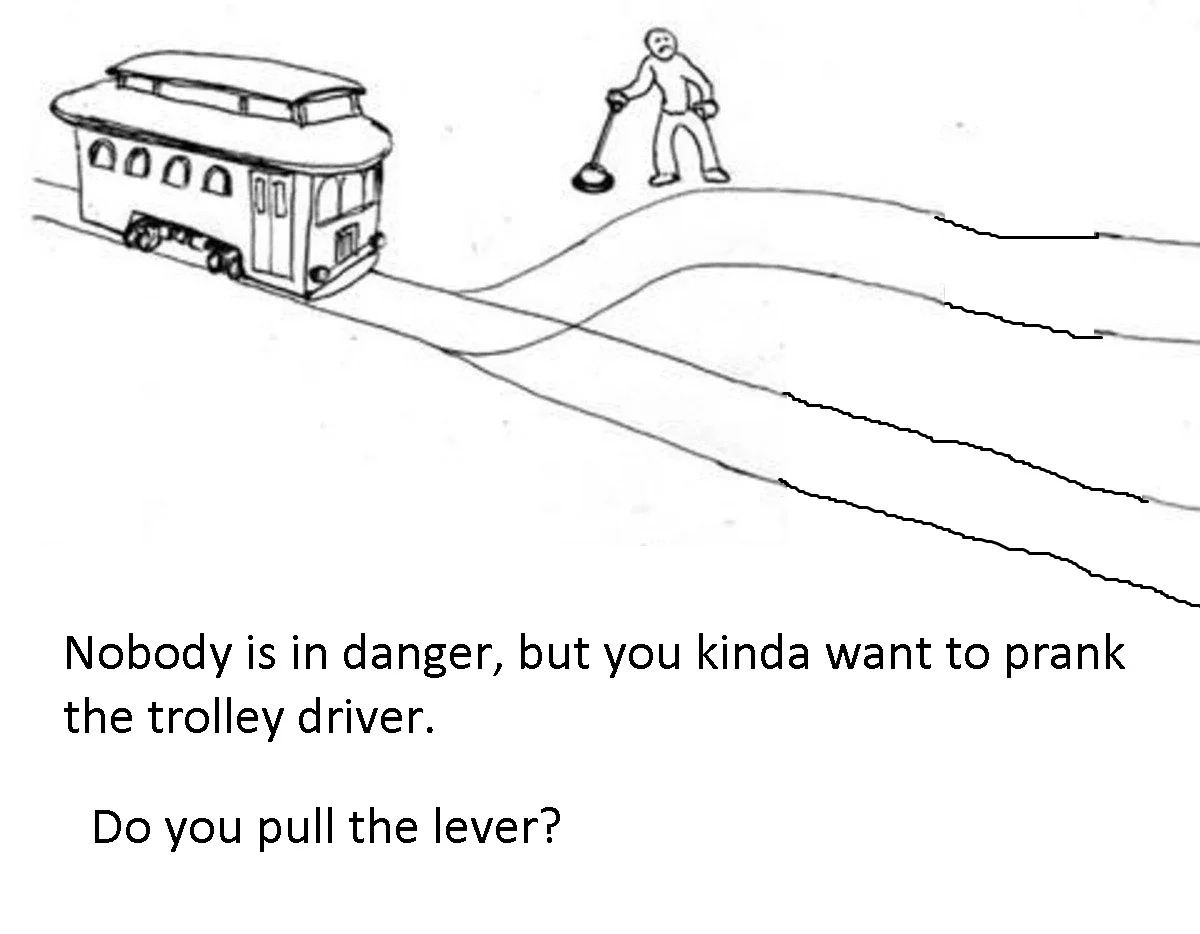 Nobody is in danger, but you kinda want to prank
the trolley driver.
Do you pull the lever?